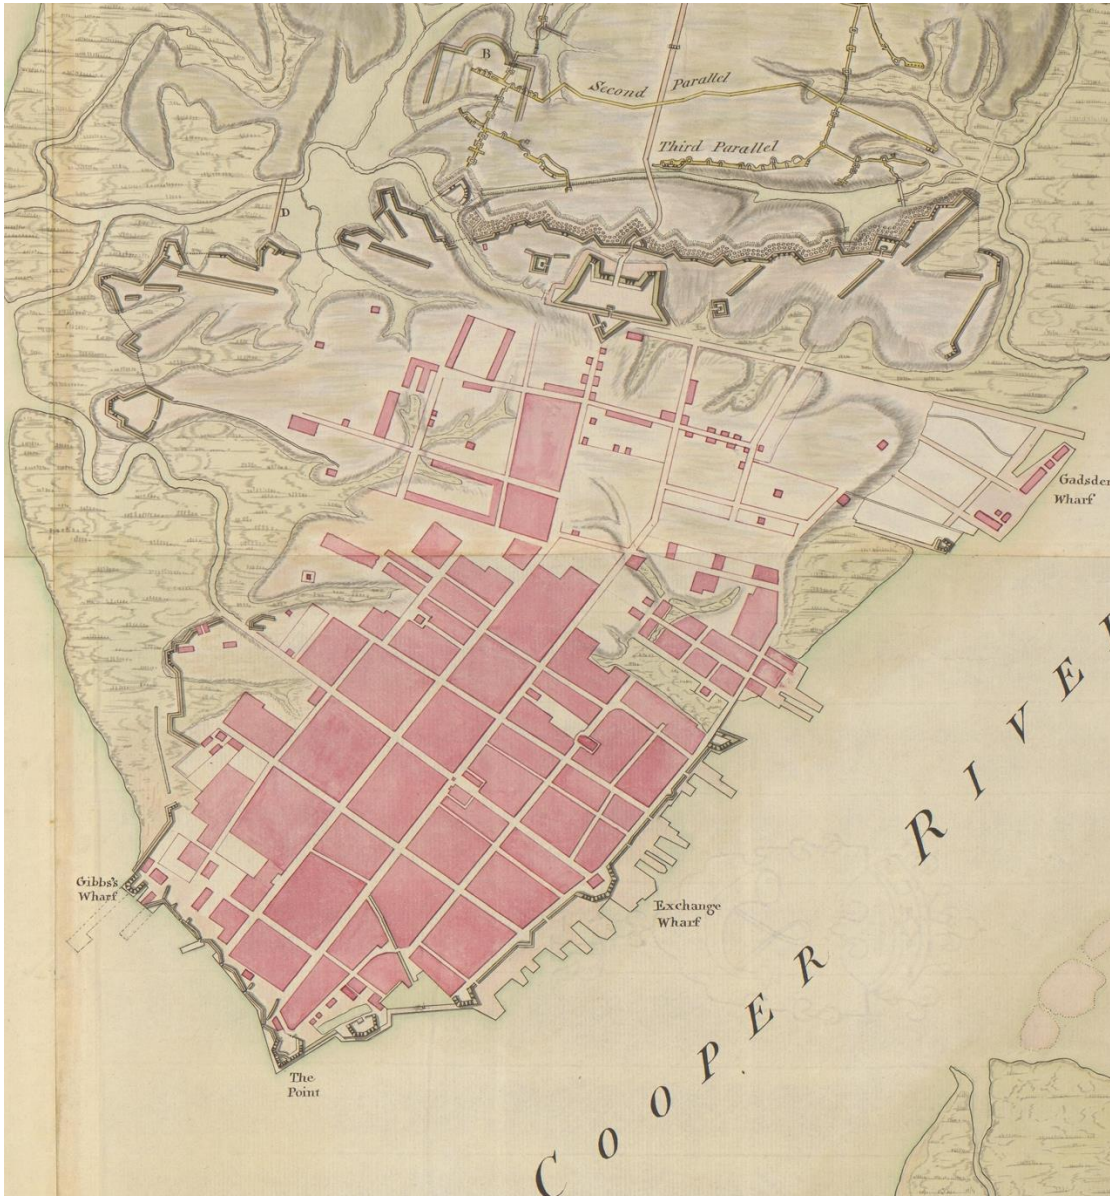 B
Second Parallel
Third Parallel
D
Gadsden
Wharf
Gibbs's
Wharf
Exchange
Wharf
The
Point
COOPER RIVE